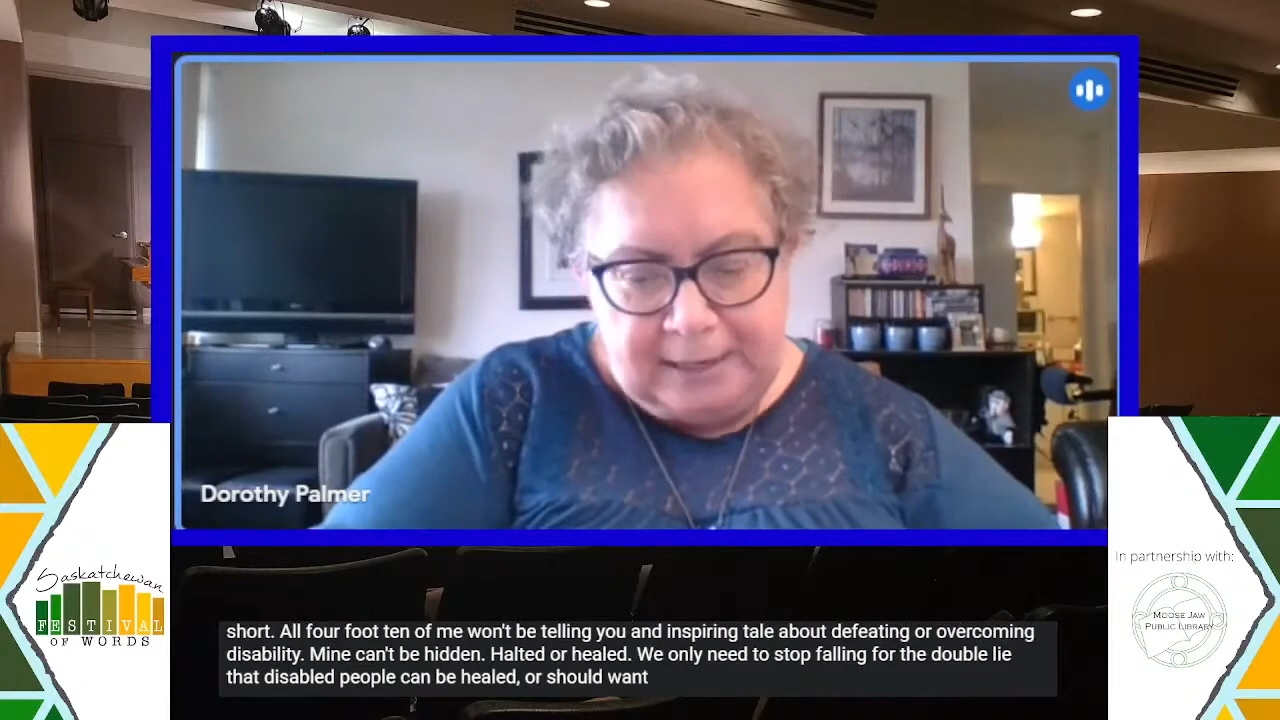 Dorothy Palmer
Saskatchewan
FESTIVAL
OF WORDS
In partnership with:
MOOSE JAW
PUBLIC LIBRARY
short. All four foot ten of me won't be telling you and inspiring tale about defeating or overcoming
disability. Mine can't be hidden. Halted or healed. We only need to stop falling for the double lie
that disabled people can be healed, or should want